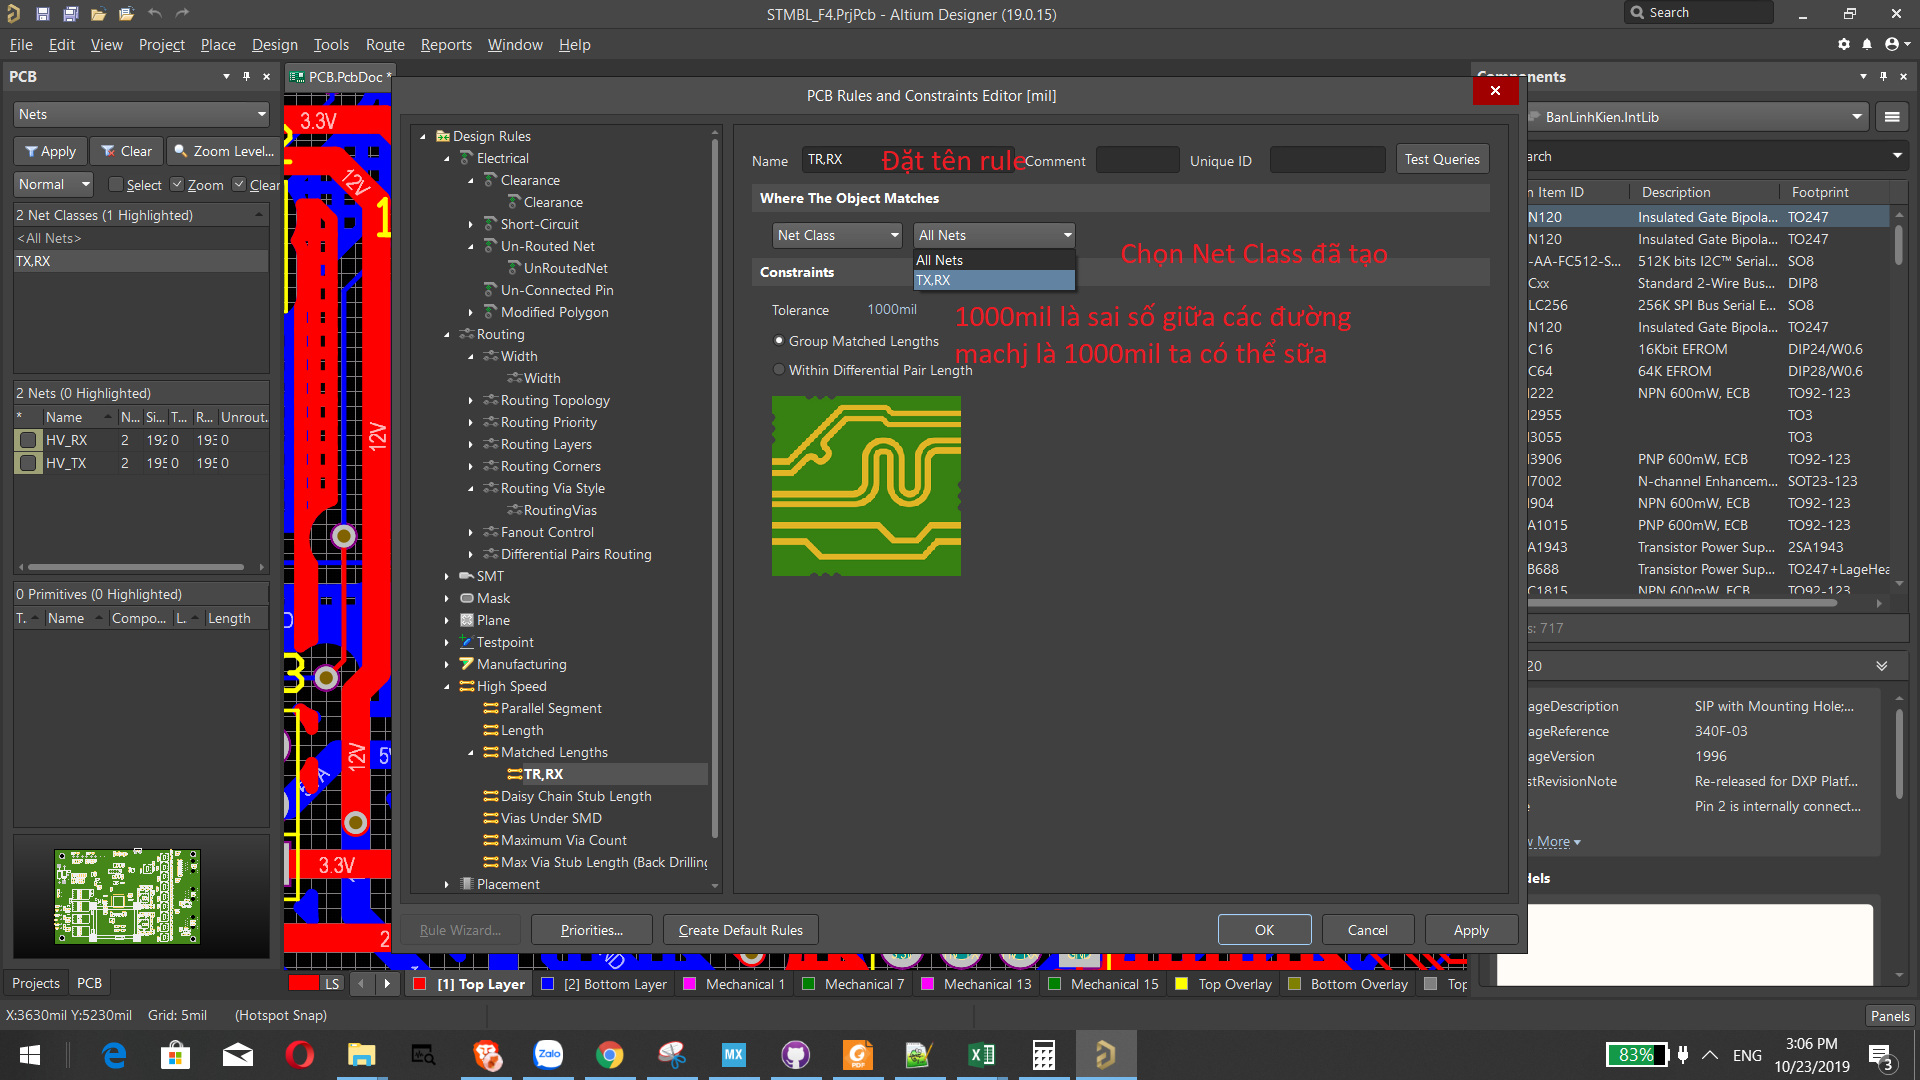 STMBL_F4.PrjPcb - Altium Designer (19.0.15)
Search
File Edit View Project Place Design Tools Route Reports Window Help
PCB
PCB.PcbDoc *
Components
PCB Rules and Constraints Editor [mil]
Nets
Apply Clear Zoom Level...
Normal Select Zoom Clear
2 Net Classes (1 Highlighted)
<All Nets>
TX,RX
2 Nets (0 Highlighted)
* Name N... Si... T... R... Unrout.
HV_RX 2 192 0 193 0
HV_TX 2 195 0 195 0
0 Primitives (0 Highlighted)
T. Name Compo... L. Length
Projects PCB
3.3V
12V
1
12V
12V
5
3
3.3V
2
Design Rules
Electrical
Clearance
Clearance
Short-Circuit
Un-Routed Net
UnRoutedNet
Un-Connected Pin
Modified Polygon
Routing
Width
Width
Routing Topology
Routing Priority
Routing Layers
Routing Corners
Routing Via Style
RoutingVias
Fanout Control
Differential Pairs Routing
SMT
Mask
Plane
Testpoint
Manufacturing
High Speed
Parallel Segment
Length
Matched Lengths
TR,RX
Daisy Chain Stub Length
Vias Under SMD
Maximum Via Count
Max Via Stub Length (Back Drilling
Placement
Name TR,RX Đặt tên rule Comment Unique ID Test Queries
Where The Object Matches
Net Class All Nets
All Nets
TX,RX
Chọn Net Class đã tạo
Constraints
Tolerance 1000mil
1000mil là sai số giữa các đường
machj là 1000mil ta có thể sữa
Group Matched Lengths
Within Differential Pair Length
Rule Wizard... Priorities... Create Default Rules OK Cancel Apply
BanLinhKien.IntLib
arch
n Item ID Description Footprint
N120 Insulated Gate Bipola... TO247
N120 Insulated Gate Bipola... TO247
-AA-FC512-S... 512K bits I2C™ Serial... SO8
Cxx Standard 2-Wire Bus... DIP8
LC256 256K SPI Bus Serial E... SO8
N120 Insulated Gate Bipola... TO247
C16 16Kbit EFROM DIP24/W0.6
C64 64K EFROM DIP28/W0.6
I222 NPN 600mW, ECB TO92-123
I2955 TO3
I3055 TO3
I3906 PNP 600mW, ECB TO92-123
I7002 N-channel Enhancem... SOT23-123
I904 NPN 600mW, ECB TO92-123
A1015 PNP 600mW, ECB TO92-123
A1943 Transistor Power Sup... 2SA1943
B688 Transistor Power Sup... TO247+LageHea
C1815 NPN 600mW, ECB TO92-123
s: 717
20
ageDescription SIP with Mounting Hole;...
ageReference 340F-03
ageVersion 1996
stRevisionNote Re-released for DXP Platf...
e Pin 2 is internally connect...
w More
dels
LS [1] Top Layer [2] Bottom Layer Mechanical 1 Mechanical 7 Mechanical 13 Mechanical 15 Top Overlay Bottom Overlay Top
X:3630mil Y:5230mil Grid: 5mil (Hotspot Snap)
Panels
Zalo
MX
PDF
83%
ENG
3:06 PM
10/23/2019
3